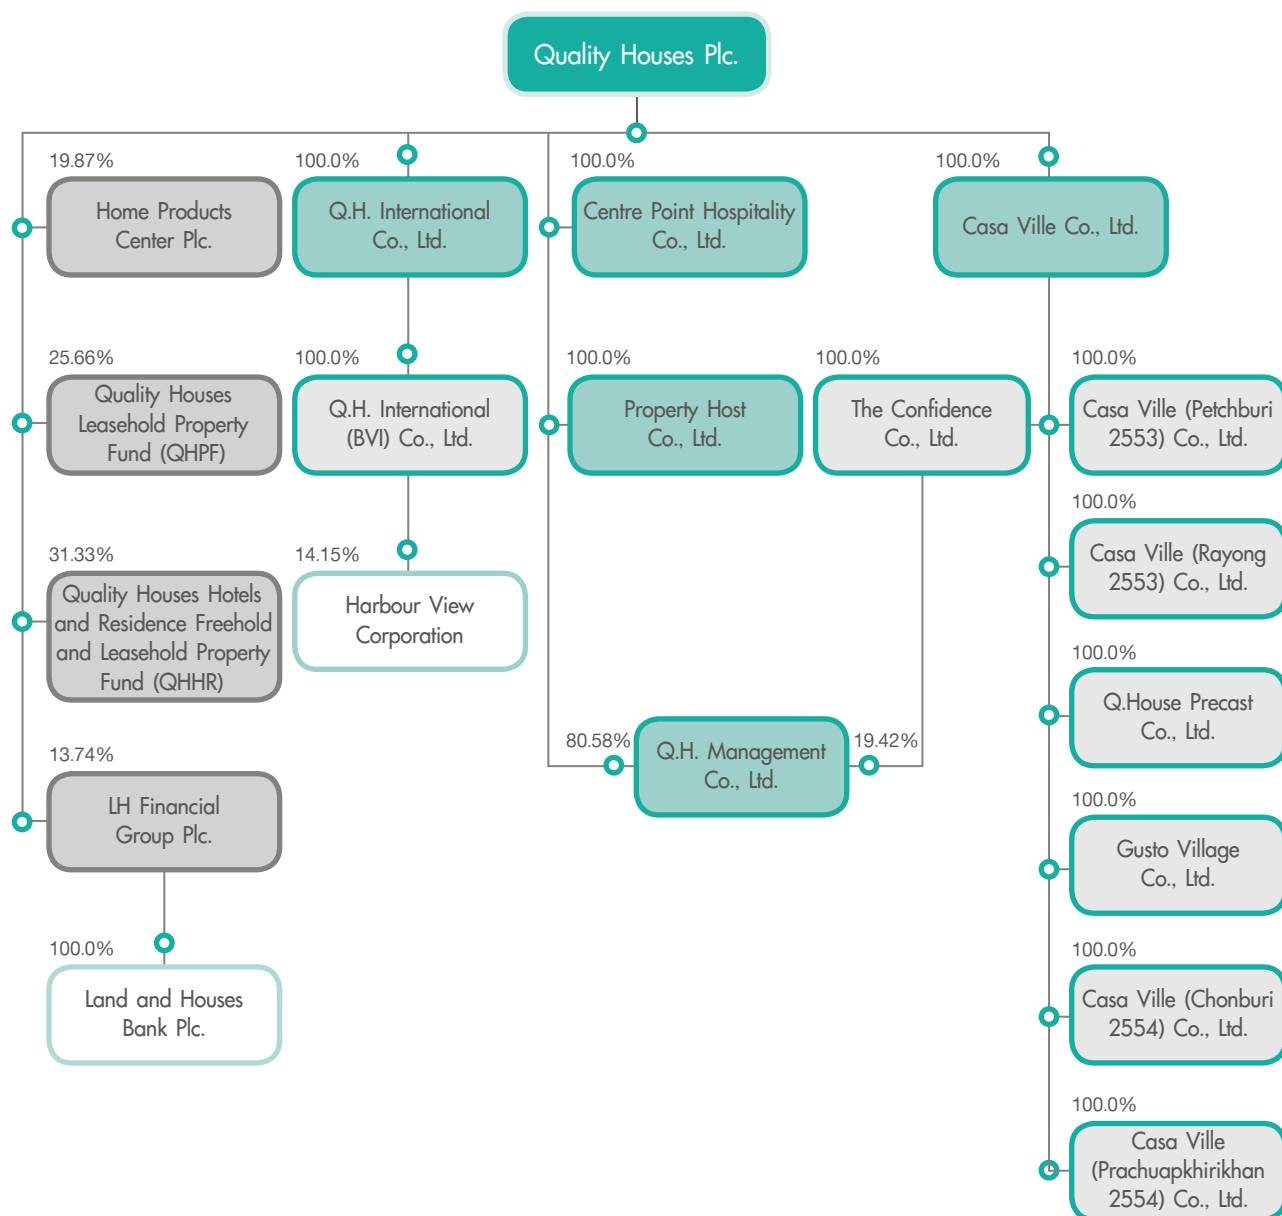 Quality Houses Plc.
19.87%
Home Products
Center Plc.
25.66%
Quality Houses
Leasehold Property
Fund (QHPF)
31.33%
Quality Houses Hotels
and Residence Freehold
and Leasehold Property
Fund (QHHR)
13.74%
LH Financial
Group Plc.
100.0%
Land and Houses
Bank Plc.
100.0%
Q.H. International
Co., Ltd.
100.0%
Q.H. International
(BVI) Co., Ltd.
14.15%
Harbour View
Corporation
100.0%
Centre Point Hospitality
Co., Ltd.
100.0%
Property Host
Co., Ltd.
100.0%
The Confidence
Co., Ltd.
80.58%
Q.H. Management
Co., Ltd.
19.42%
100.0%
Casa Ville Co., Ltd.
100.0%
Casa Ville (Petchburi
2553) Co., Ltd.
100.0%
Casa Ville (Rayong
2553) Co., Ltd.
100.0%
Q.House Precast
Co., Ltd.
100.0%
Gusto Village
Co., Ltd.
100.0%
Casa Ville (Chonburi
2554) Co., Ltd.
100.0%
Casa Ville
(Prachuapkhirikhan
2554) Co., Ltd.